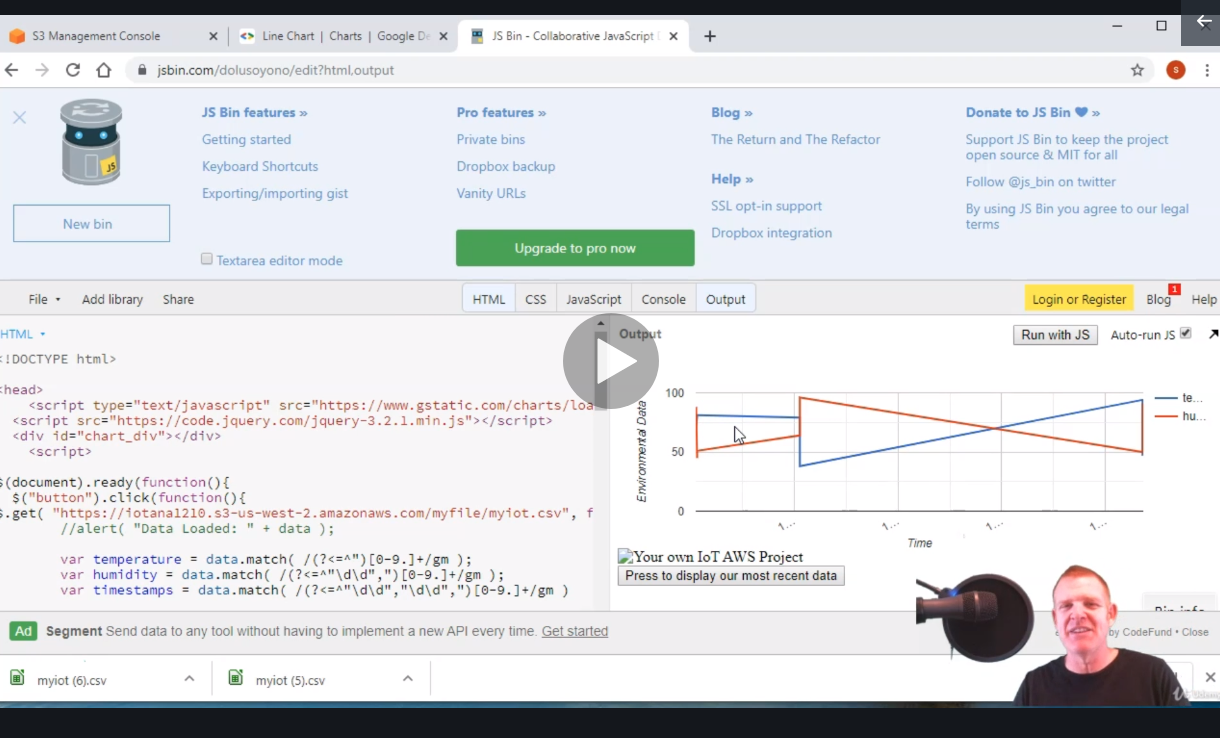 S3 Management Console
Line Chart | Charts | Google De
JS Bin - Collaborative JavaScript
jsbin.com/dolusoyono/edit?html,output
S
JS
New bin
JS Bin features »
Getting started
Keyboard Shortcuts
Exporting/importing gist
Textarea editor mode
Pro features »
Private bins
Dropbox backup
Vanity URLs
Upgrade to pro now
Blog »
The Return and The Refactor
Help »
SSL opt-in support
Dropbox integration
Donate to JS Bin ♥ »
Support JS Bin to keep the project
open source & MIT for all
Follow @js_bin on twitter
By using JS Bin you agree to our legal
terms
File Add library Share
HTML CSS JavaScript Console Output
Login or Register Blog 1 Help
HTML
<!DOCTYPE html>
<head>
<script type="text/javascript" src="https://www.gstatic.com/charts/loa
<script src="https://code.jquery.com/jquery-3.2.1.min.js"></script>
<div id="chart_div"></div>
<script>
$(document).ready(function(){
$("button").click(function(){
$.get( "https://iotana1210.s3-us-west-2.amazonaws.com/myfile/myiot.csv", f
//alert( "Data Loaded: " + data );
var temperature = data.match( /(?<=^")[0-9.]+/gm );
var humidity = data.match( /(?<=^"\d\d",")[0-9.]+/gm );
var timestamps = data.match( /(?<=^"\d\d","\d\d",")[0-9.]+/gm )
Output
Run with JS Auto-run JS
100
50
0
Environmental Data
te...
hu...
1...
1...
1...
1...
Time
Your own IoT AWS Project
Press to display our most recent data
Bin info
Ad Segment Send data to any tool without having to implement a new API every time. Get started
by CodeFund • Close
myiot (6).csv
myiot (5).csv